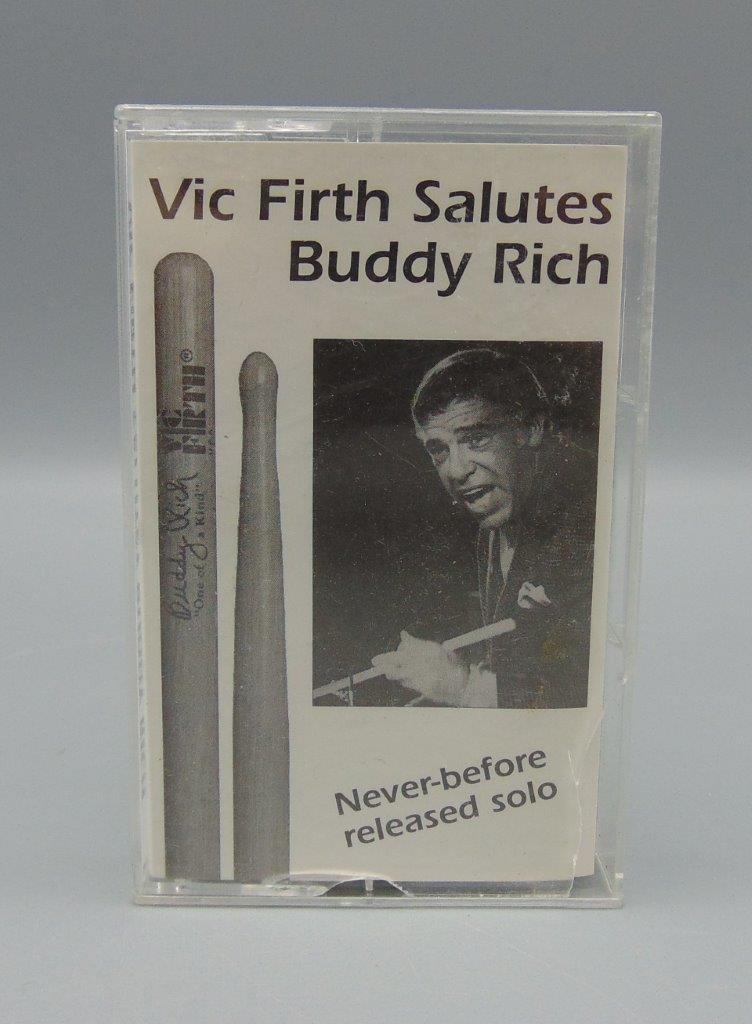 Vic Firth Salutes
Buddy Rich
VIC
FIRTH®
Buddy Rich
"One of a Kind"
Never-before
released solo